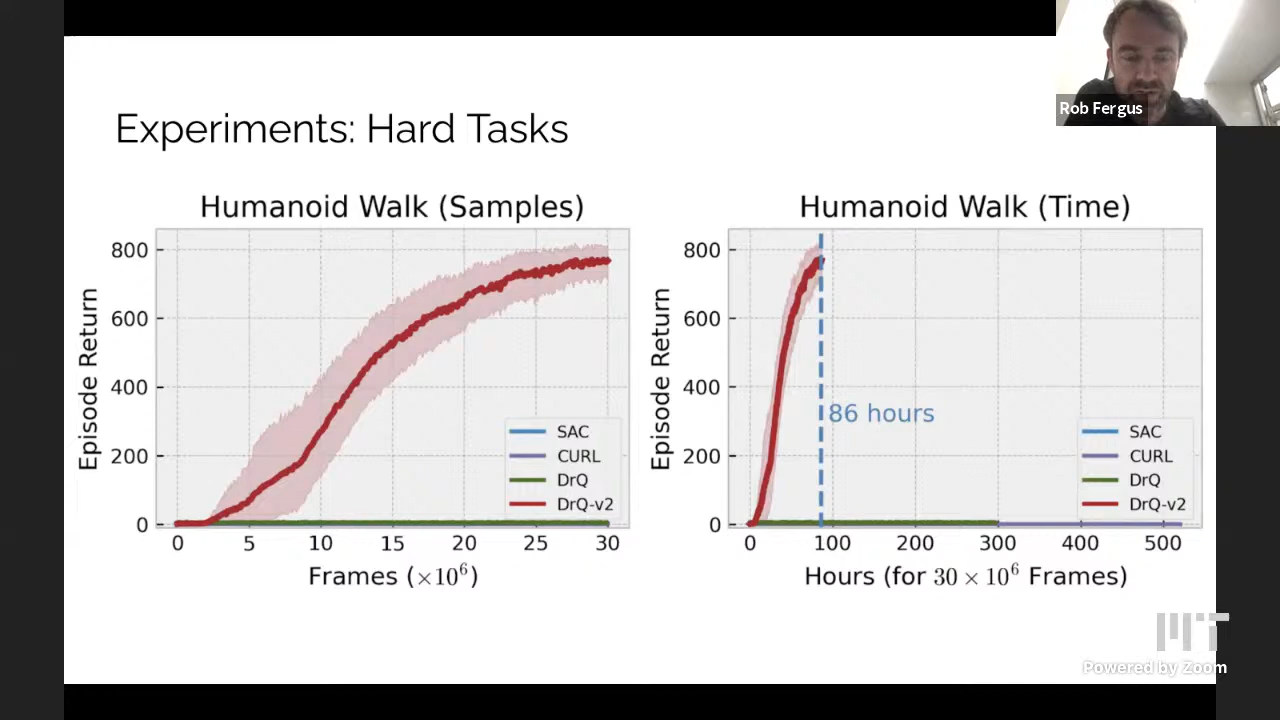 Rob Fergus
Experiments: Hard Tasks
Humanoid Walk (Samples)
Episode Return
800
600
400
200
0
SAC
CURL
DrQ
DrQ-v2
0 5 10 15 20 25 30
Frames (×10⁶)
Humanoid Walk (Time)
Episode Return
800
600
400
200
0
86 hours
SAC
CURL
DrQ
DrQ-v2
0 100 200 300 400 500
Hours (for 30 × 10⁶ Frames)
MIT
Powered by Zoom